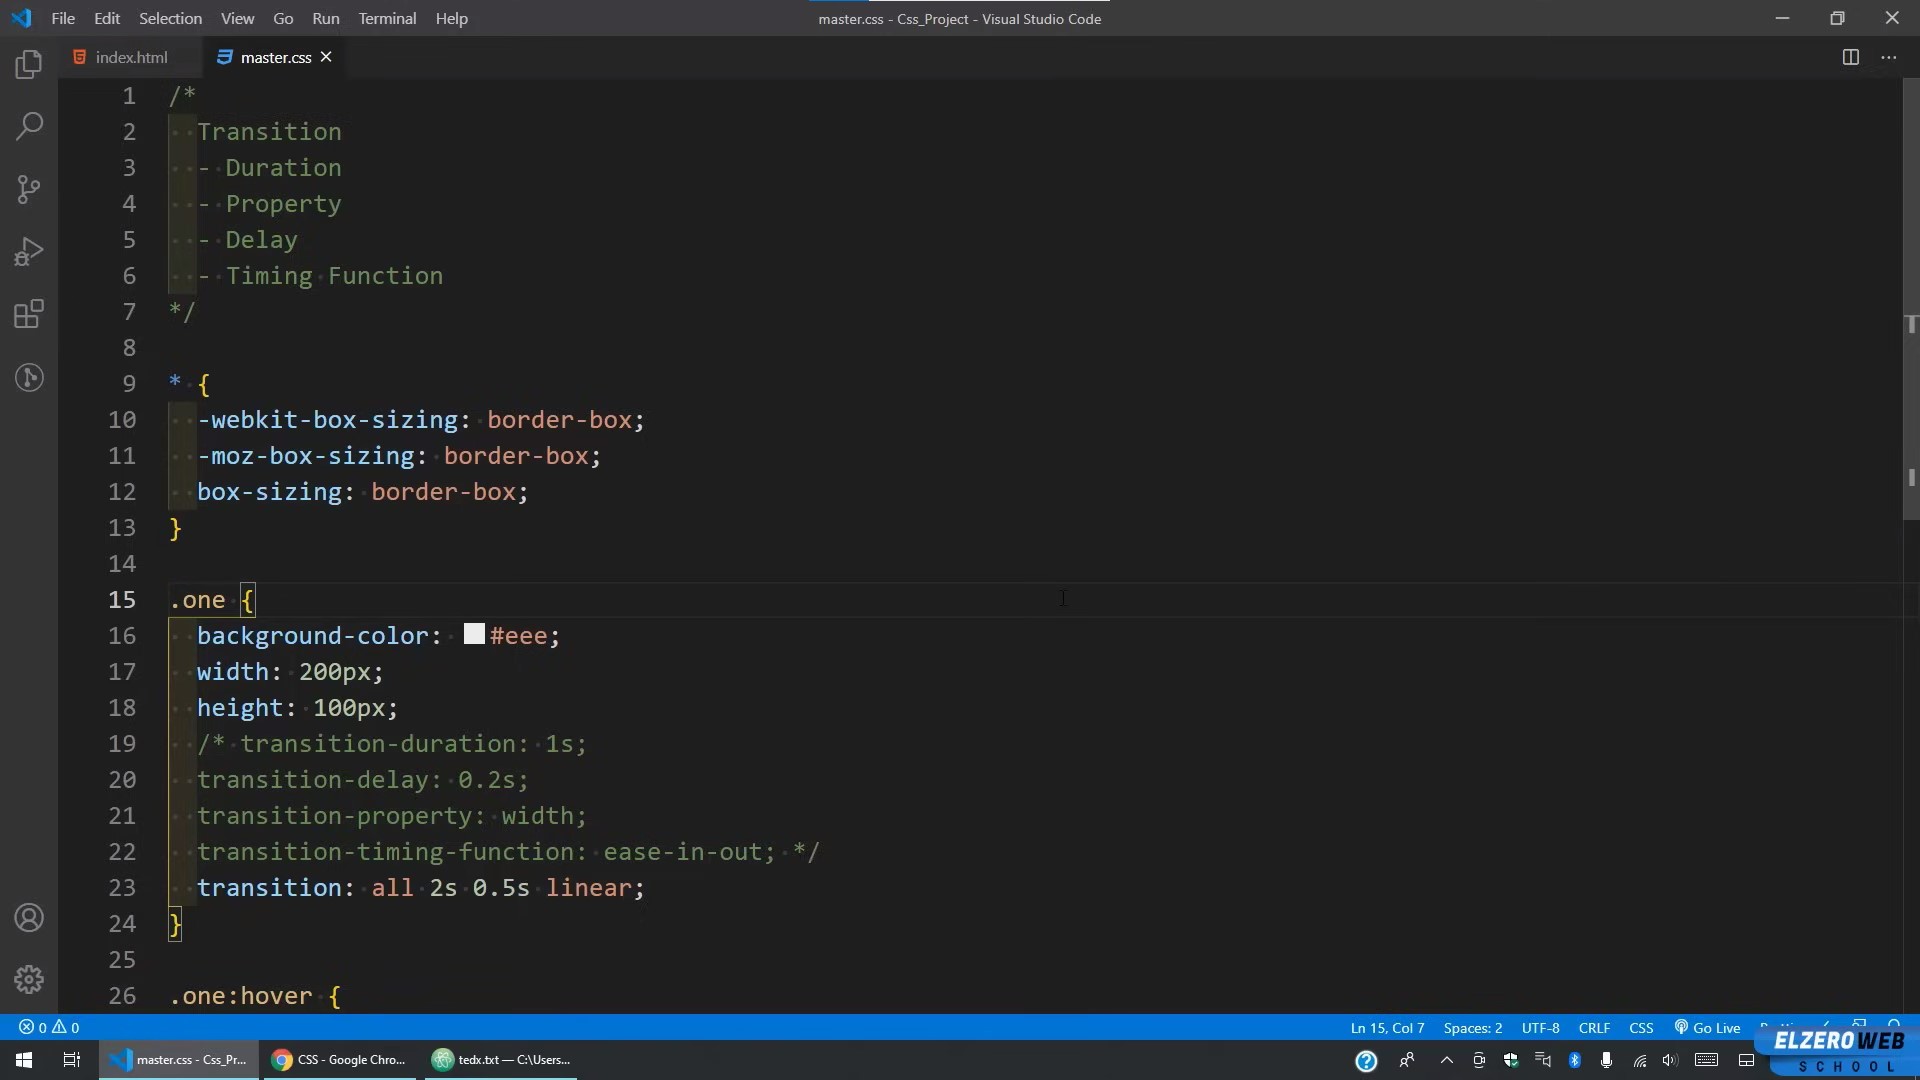 File Edit Selection View Go Run Terminal Help
master.css - Css_Project - Visual Studio Code
index.html
master.css
1 /*
2 Transition
3 - Duration
4 - Property
5 - Delay
6 - Timing Function
7 */
8
9 * {
10 -webkit-box-sizing: border-box;
11 -moz-box-sizing: border-box;
12 box-sizing: border-box;
13 }
14
15 .one {
16 background-color: #eee;
17 width: 200px;
18 height: 100px;
19 /* transition-duration: 1s;
20 transition-delay: 0.2s;
21 transition-property: width;
22 transition-timing-function: ease-in-out; */
23 transition: all 2s 0.5s linear;
24 }
25
26 .one:hover {
0 0 Ln 15, Col 7 Spaces: 2 UTF-8 CRLF CSS Go Live
master.css - Css_Pr...
CSS - Google Chro...
tedx.txt — C:\Users...
ELZEROWEB
SCHOOL